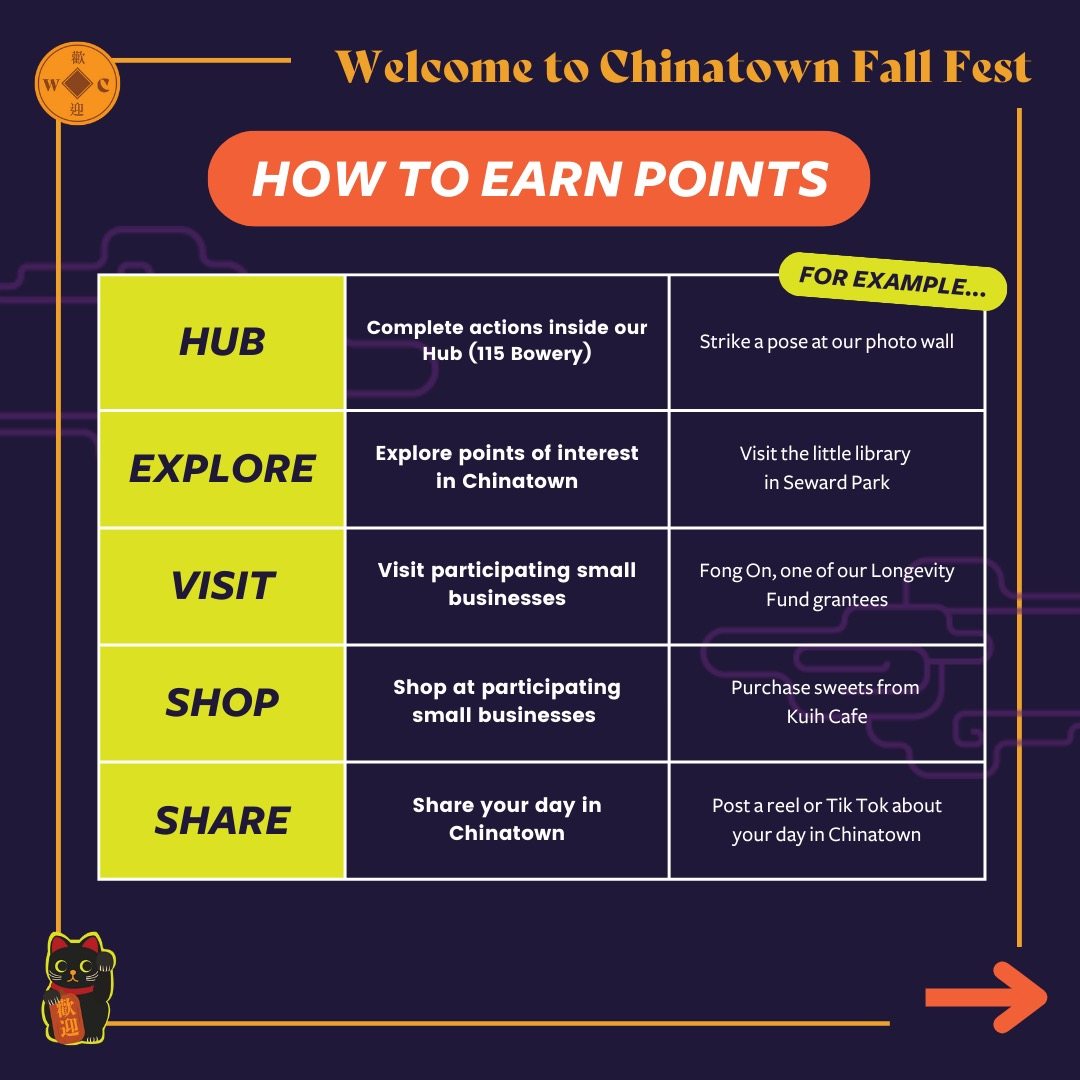 歡
W C
迎
Welcome to Chinatown Fall Fest
HOW TO EARN POINTS
FOR EXAMPLE...
HUB
Complete actions inside our
Hub (115 Bowery)
Strike a pose at our photo wall
EXPLORE
Explore points of interest
in Chinatown
Visit the little library
in Seward Park
VISIT
Visit participating small
businesses
Fong On, one of our Longevity
Fund grantees
SHOP
Shop at participating
small businesses
Purchase sweets from
Kuih Cafe
SHARE
Share your day in
Chinatown
Post a reel or Tik Tok about
your day in Chinatown
歡
迎